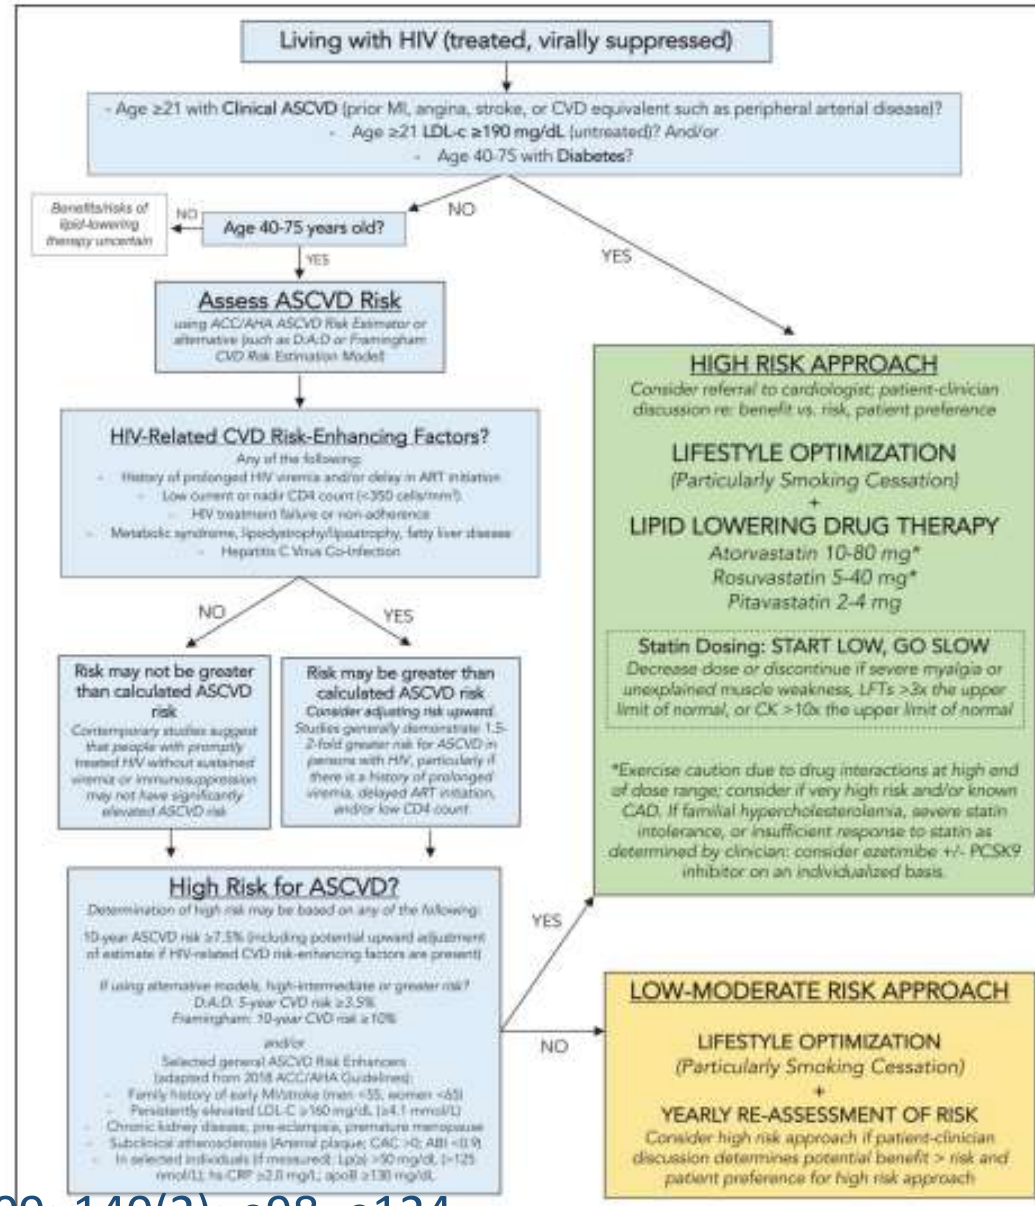 Living with HIV (treated, virally suppressed)
- Age ≥21 with Clinical ASCVD (prior MI, angina, stroke, or CVD equivalent such as peripheral arterial disease)?
- Age ≥21 LDL-c ≥190 mg/dL (untreated)? And/or
- Age 40-75 with Diabetes?
NO
YES
Benefits/risks of
lipid-lowering
therapy uncertain
NO
Age 40-75 years old?
YES
Assess ASCVD Risk
using ACC/AHA ASCVD Risk Estimator or
alternative (such as D:A:D or Framingham
CVD Risk Estimation Model)
HIV-Related CVD Risk-Enhancing Factors?
Any of the following:
- History of prolonged HIV viremia and/or delay in ART initiation
- Low current or nadir CD4 count (<350 cells/mm³)
- HIV treatment failure or non-adherence
- Metabolic syndrome, lipodystrophy/lipoatrophy, fatty liver disease
- Hepatitis C Virus Co-Infection
NO
YES
Risk may not be greater
than calculated ASCVD
risk
Contemporary studies suggest
that people with promptly
treated HIV without sustained
viremia or immunosuppression
may not have significantly
elevated ASCVD risk
Risk may be greater than
calculated ASCVD risk
Consider adjusting risk upward
Studies generally demonstrate 1.5-
2-fold greater risk for ASCVD in
persons with HIV, particularly if
there is a history of prolonged
viremia, delayed ART initiation,
and/or low CD4 count
High Risk for ASCVD?
Determination of high risk may be based on any of the following:
10-year ASCVD risk ≥7.5% (including potential upward adjustment
of estimate if HIV-related CVD risk-enhancing factors are present)
If using alternative models, high-intermediate or greater risk?
D:A:D: 5-year CVD risk ≥3.5%
Framingham: 10-year CVD risk ≥10%
and/or
Selected general ASCVD Risk Enhancers
(adapted from 2018 ACC/AHA Guidelines):
- Family history of early MI/stroke (men <55, women <65)
- Persistently elevated LDL-C ≥160 mg/dL (≥4.1 mmol/L)
- Chronic kidney disease, pre-eclampsia, premature menopause
- Subclinical atherosclerosis (Arterial plaque; CAC >0; ABI <0.9)
- In selected individuals (if measured): Lp(a) >50 mg/dL (>125
nmol/L); hs-CRP ≥2.0 mg/L; apoB ≥130 mg/dL
YES
NO
HIGH RISK APPROACH
Consider referral to cardiologist; patient-clinician
discussion re: benefit vs. risk, patient preference
LIFESTYLE OPTIMIZATION
(Particularly Smoking Cessation)
+
LIPID LOWERING DRUG THERAPY
Atorvastatin 10-80 mg*
Rosuvastatin 5-40 mg*
Pitavastatin 2-4 mg
Statin Dosing: START LOW, GO SLOW
Decrease dose or discontinue if severe myalgia or
unexplained muscle weakness, LFTs >3x the upper
limit of normal, or CK >10x the upper limit of normal
*Exercise caution due to drug interactions at high end
of dose range; consider if very high risk and/or known
CAD. If familial hypercholesterolemia, severe statin
intolerance, or insufficient response to statin as
determined by clinician: consider ezetimibe +/- PCSK9
inhibitor on an individualized basis.
LOW-MODERATE RISK APPROACH
LIFESTYLE OPTIMIZATION
(Particularly Smoking Cessation)
+
YEARLY RE-ASSESSMENT OF RISK
Consider high risk approach if patient-clinician
discussion determines potential benefit > risk and
patient preference for high risk approach